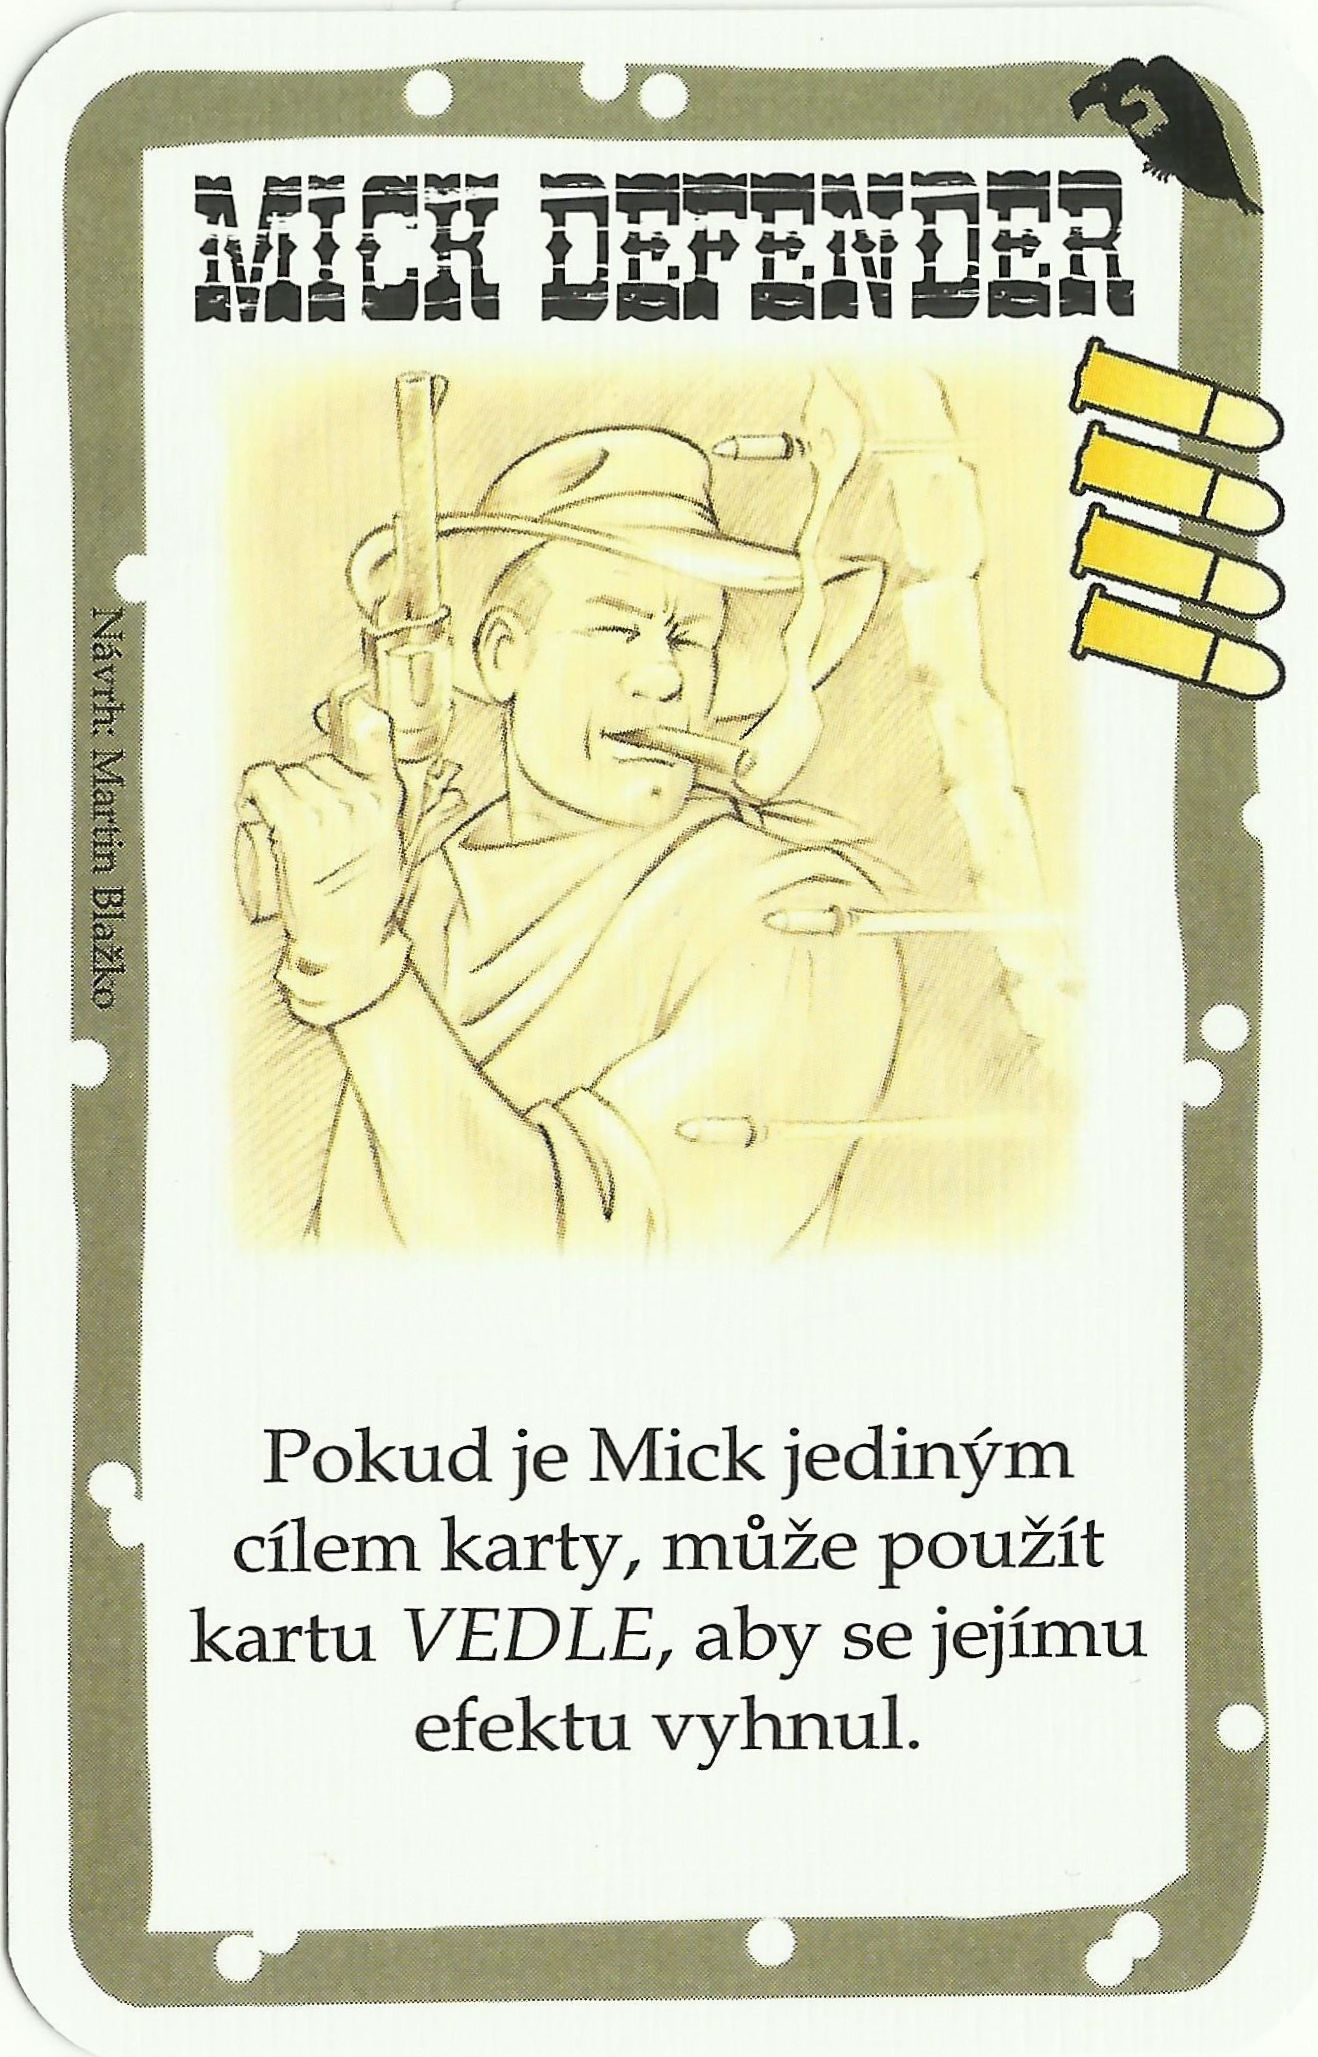 MICK DEFENDER
Návrh: Martin Blažko
Pokud je Mick jediným
cílem karty, může použít
kartu VEDLE, aby se jejímu
efektu vyhnul.